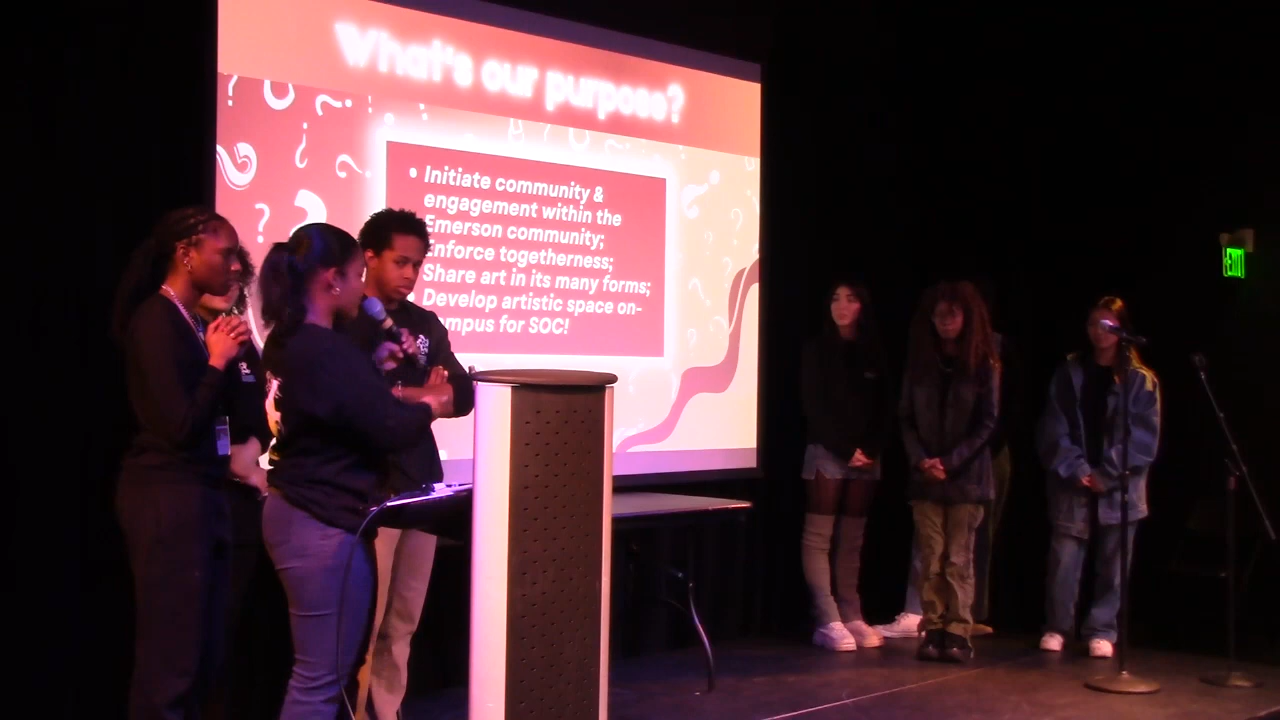 What's our purpose?
• Initiate community &
engagement within the
Emerson community;
Enforce togetherness;
Share art in its many forms;
Develop artistic space on-
campus for SOC!
EXIT